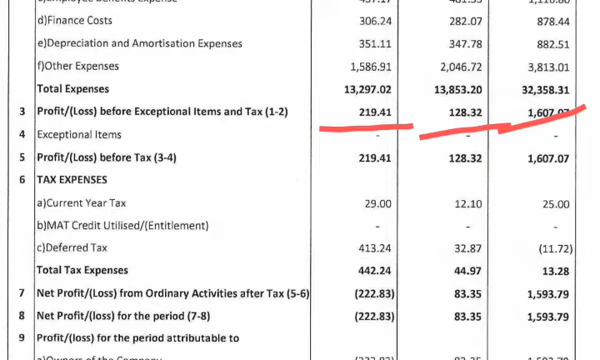 d)Finance Costs 306.24 282.07 878.44
e)Depreciation and Amortisation Expenses 351.11 347.78 882.51
f)Other Expenses 1,586.91 2,046.72 3,813.01
Total Expenses 13,297.02 13,853.20 32,358.31
3 Profit/(Loss) before Exceptional Items and Tax (1-2) 219.41 128.32 1,607.07
4 Exceptional Items - - -
5 Profit/(Loss) before Tax (3-4) 219.41 128.32 1,607.07
6 TAX EXPENSES
a)Current Year Tax 29.00 12.10 25.00
b)MAT Credit Utilised/(Entitlement) - - -
c)Deferred Tax 413.24 32.87 (11.72)
Total Tax Expenses 442.24 44.97 13.28
7 Net Profit/(Loss) from Ordinary Activities after Tax (5-6) (222.83) 83.35 1,593.79
8 Net Profit/(Loss) for the period (7-8) (222.83) 83.35 1,593.79
9 Profit/(loss) for the period attributable to